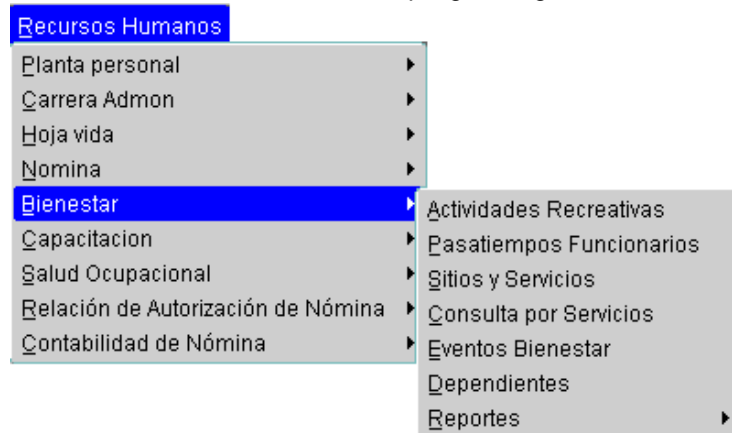 Recursos Humanos
Planta personal
Carrera Admon
Hoja vida
Nomina
Bienestar
Capacitacion
Salud Ocupacional
Relación de Autorización de Nómina
Contabilidad de Nómina
Actividades Recreativas
Pasatiempos Funcionarios
Sitios y Servicios
Consulta por Servicios
Eventos Bienestar
Dependientes
Reportes